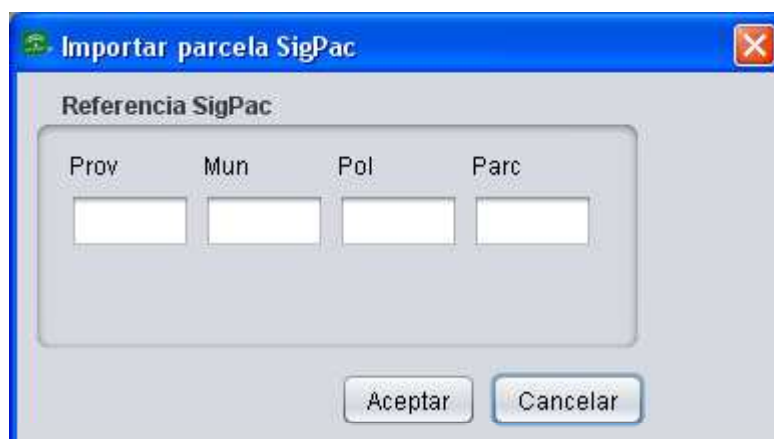 Importar parcela SigPac
Referencia SigPac
Prov Mun Pol Parc
Aceptar Cancelar